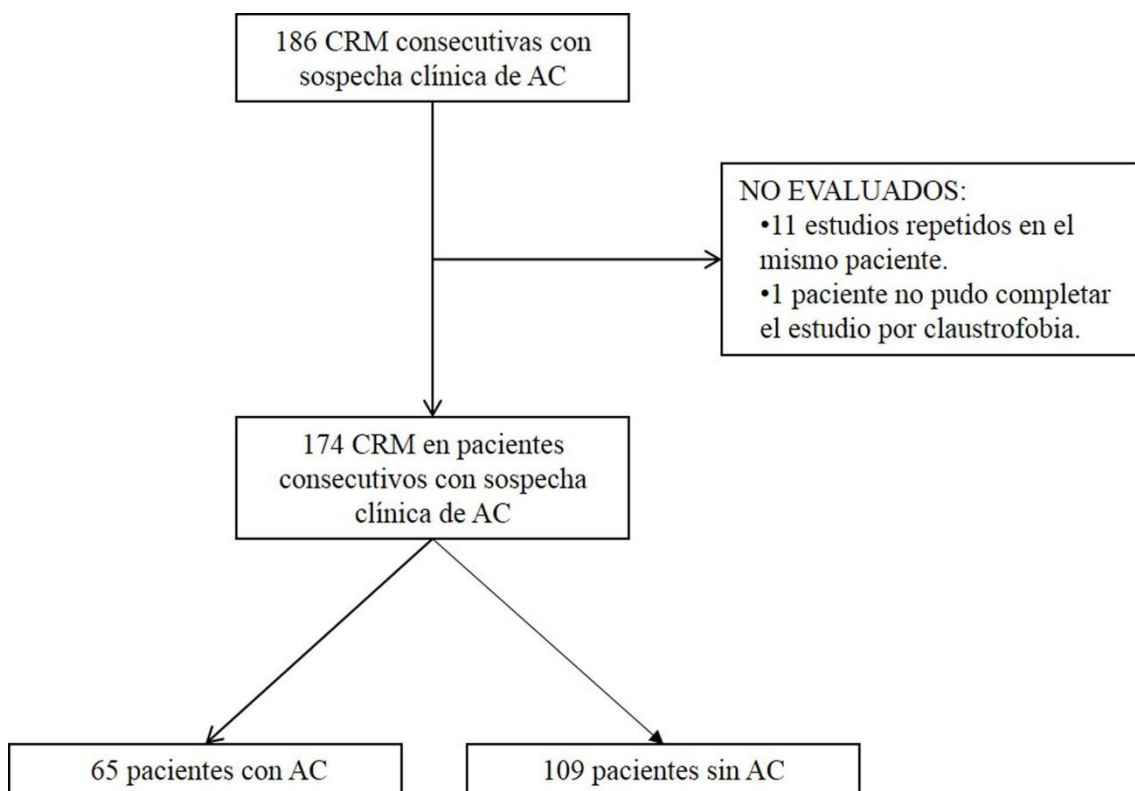 186 CRM consecutivas con
sospecha clínica de AC
NO EVALUADOS:
•11 estudios repetidos en el
mismo paciente.
•1 paciente no pudo completar
el estudio por claustrofobia.
174 CRM en pacientes
consecutivos con sospecha
clínica de AC
65 pacientes con AC
109 pacientes sin AC